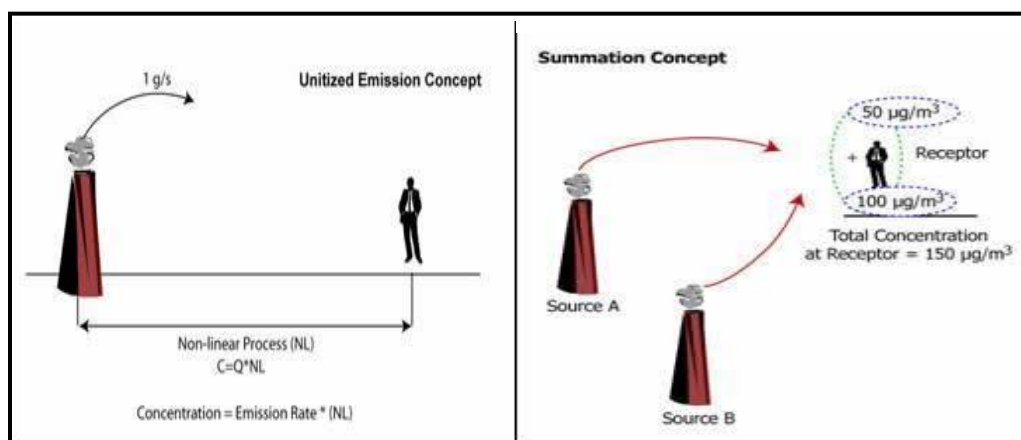 1 g/s
Unitized Emission Concept
Non-linear Process (NL)
C=Q*NL
Concentration = Emission Rate * (NL)
Summation Concept
50 µg/m³
+
Receptor
100 µg/m³
Total Concentration
at Receptor = 150 µg/m³
Source A
Source B